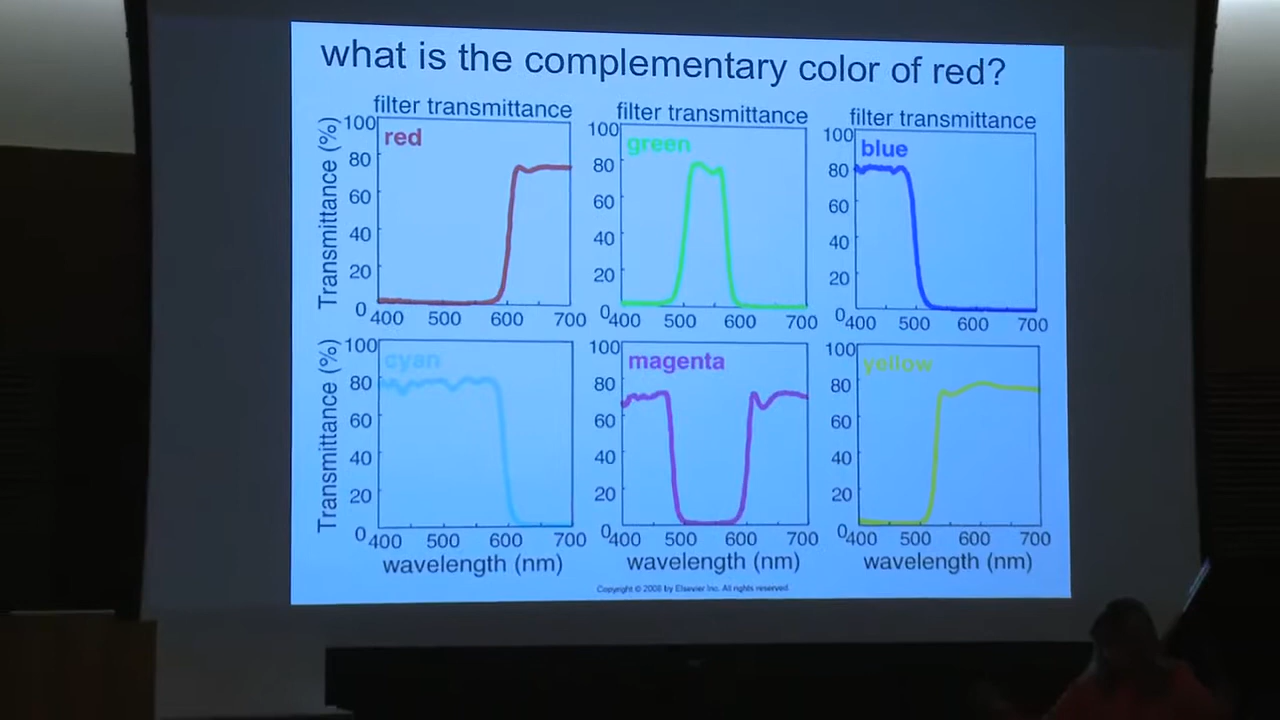 what is the complementary color of red?
filter transmittance filter transmittance filter transmittance
Transmittance (%)
100 80 60 40 20 0
red
400 500 600 700
100 80 60 40 20 0
green
400 500 600 700
100 80 60 40 20 0
blue
400 500 600 700
Transmittance (%)
100 80 60 40 20 0
cyan
400 500 600 700
wavelength (nm)
100 80 60 40 20 0
magenta
400 500 600 700
wavelength (nm)
100 80 60 40 20 0
yellow
400 500 600 700
wavelength (nm)
Copyright © 2008 by Elsevier Inc. All rights reserved.